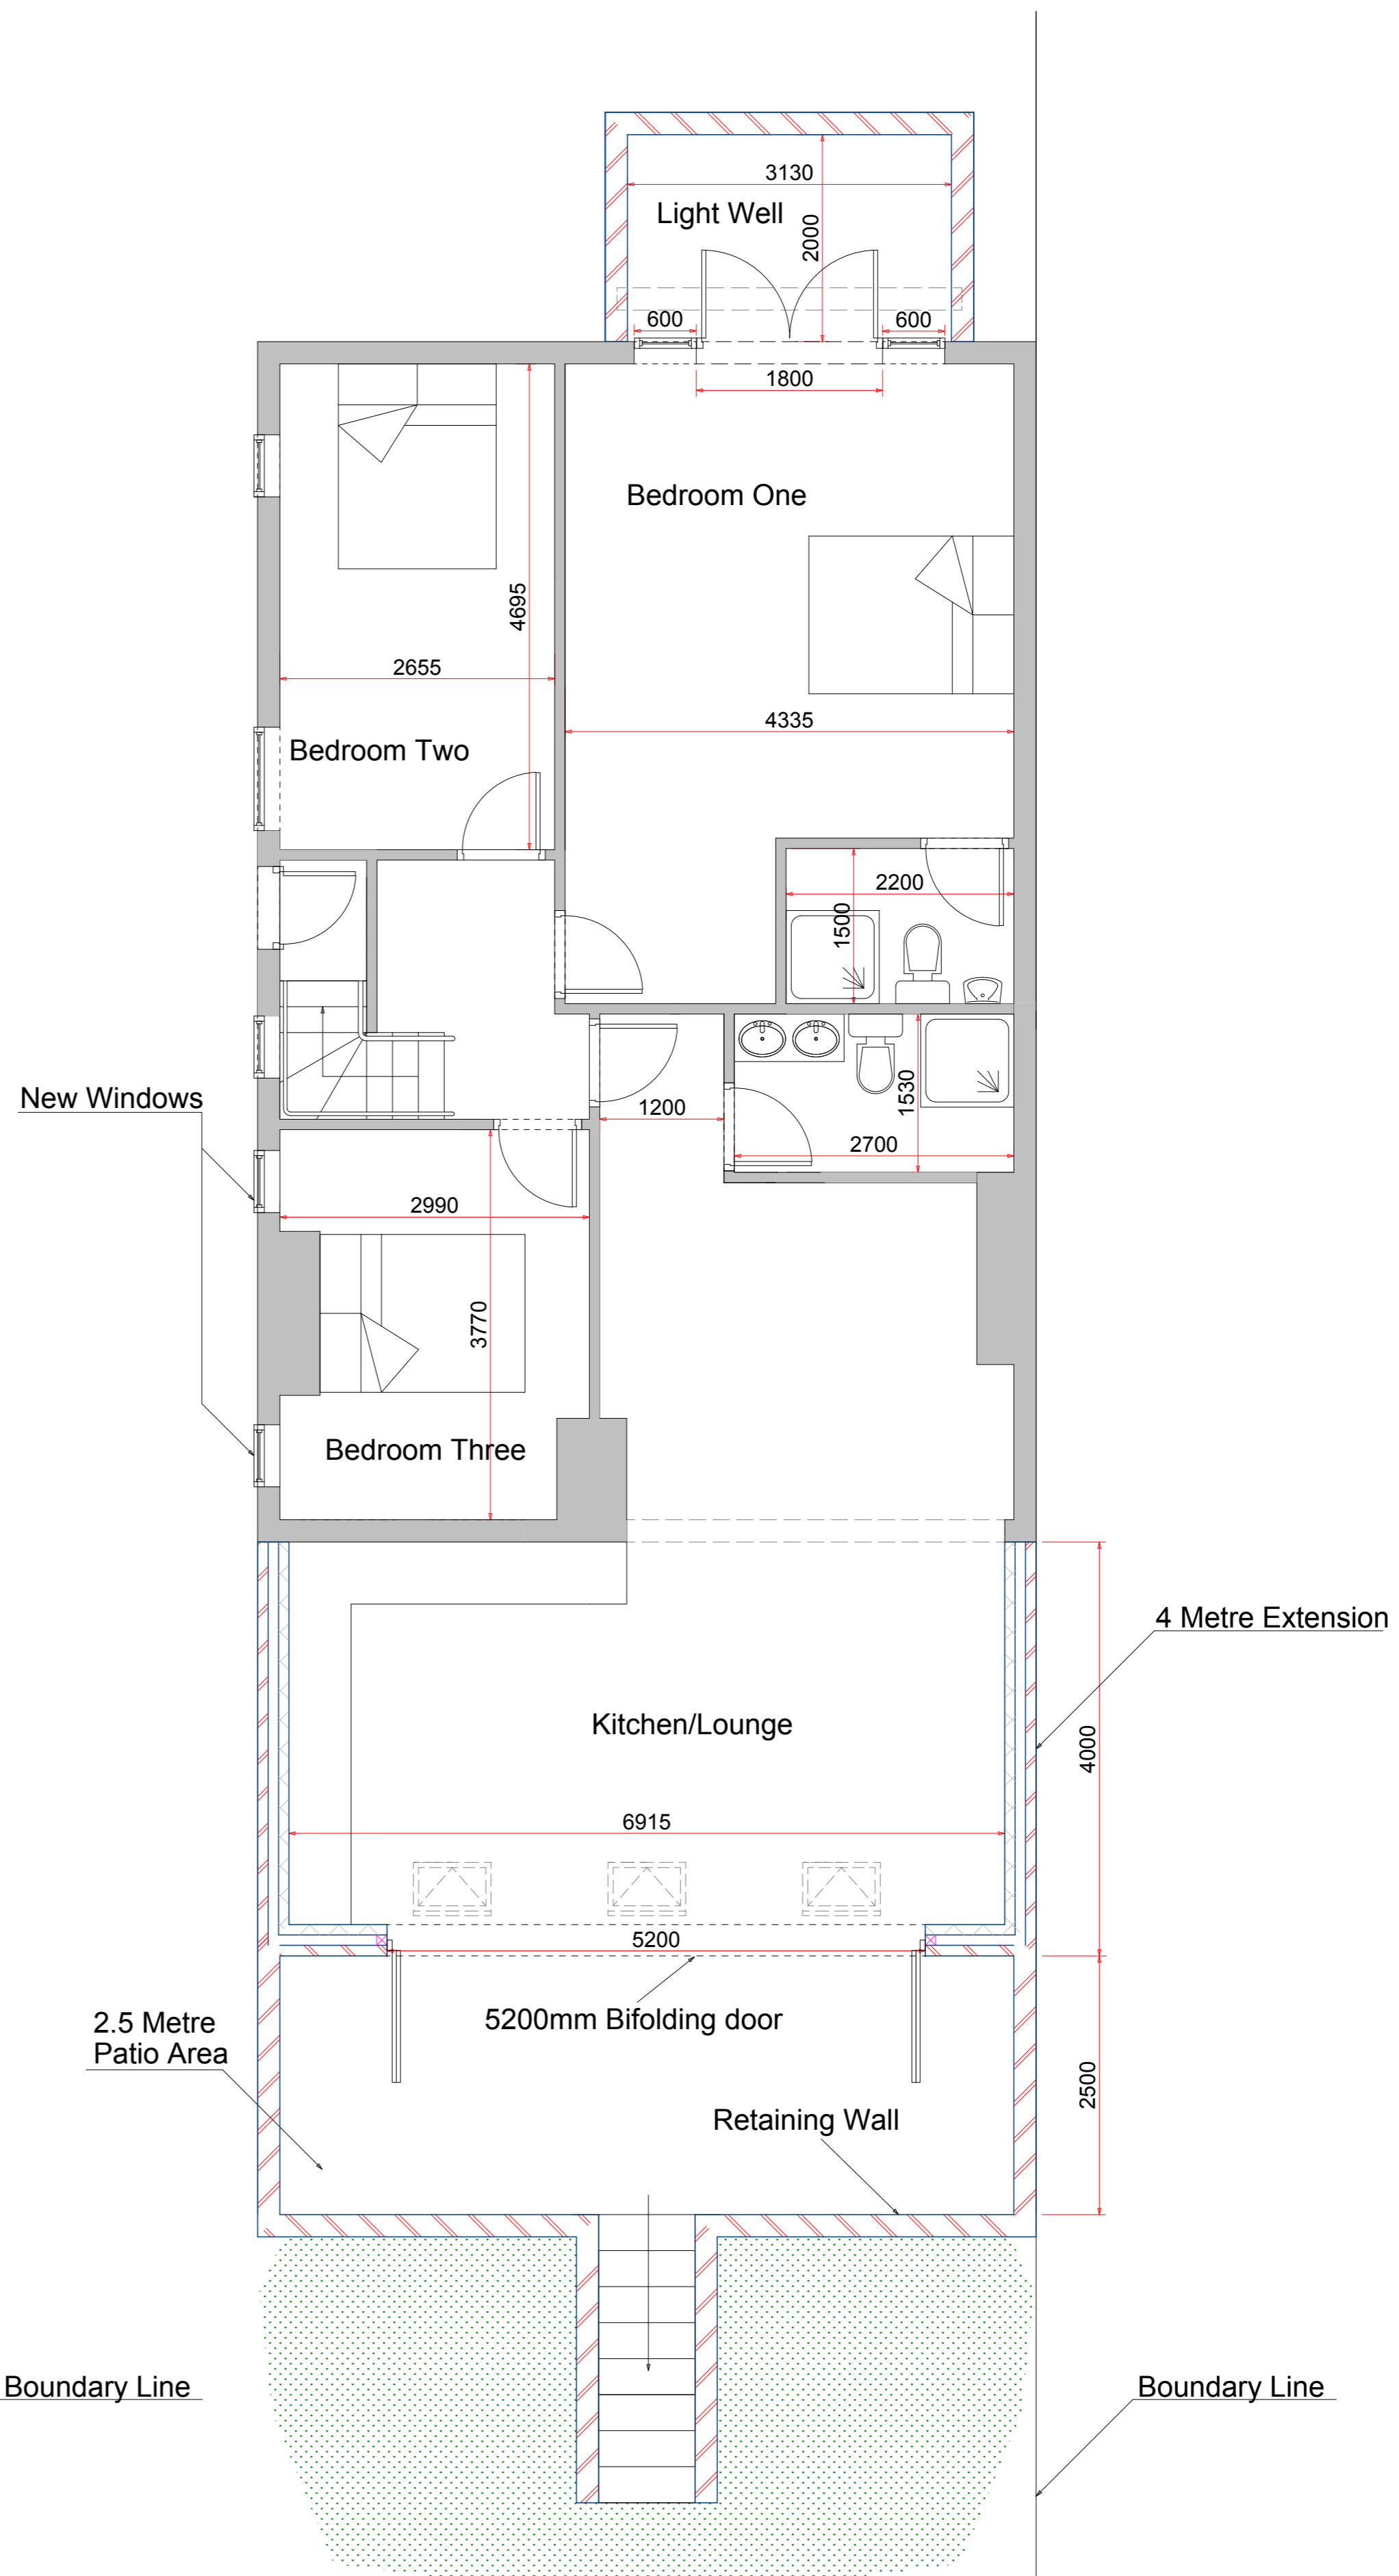 3130
Light Well
2000
600
600
1800
Bedroom One
4695
2655
4335
Bedroom Two
2200
1500
New Windows
1200
1530
2700
2990
3770
Bedroom Three
4 Metre Extension
Kitchen/Lounge
4000
6915
5200
5200mm Bifolding door
2.5 Metre
Patio Area
2500
Retaining Wall
Boundary Line
Boundary Line